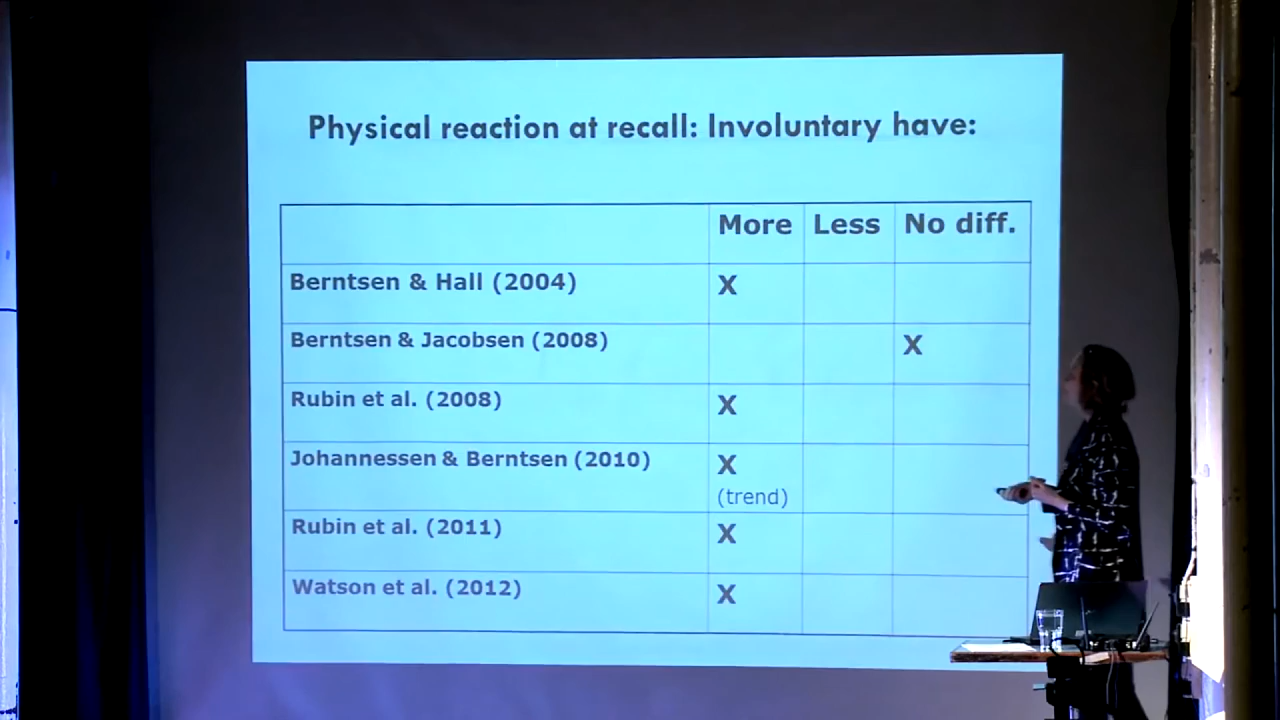 Physical reaction at recall: Involuntary have:
More Less No diff.
Berntsen & Hall (2004) X
Berntsen & Jacobsen (2008) X
Rubin et al. (2008) X
Johannessen & Berntsen (2010) X
(trend)
Rubin et al. (2011) X
Watson et al. (2012) X